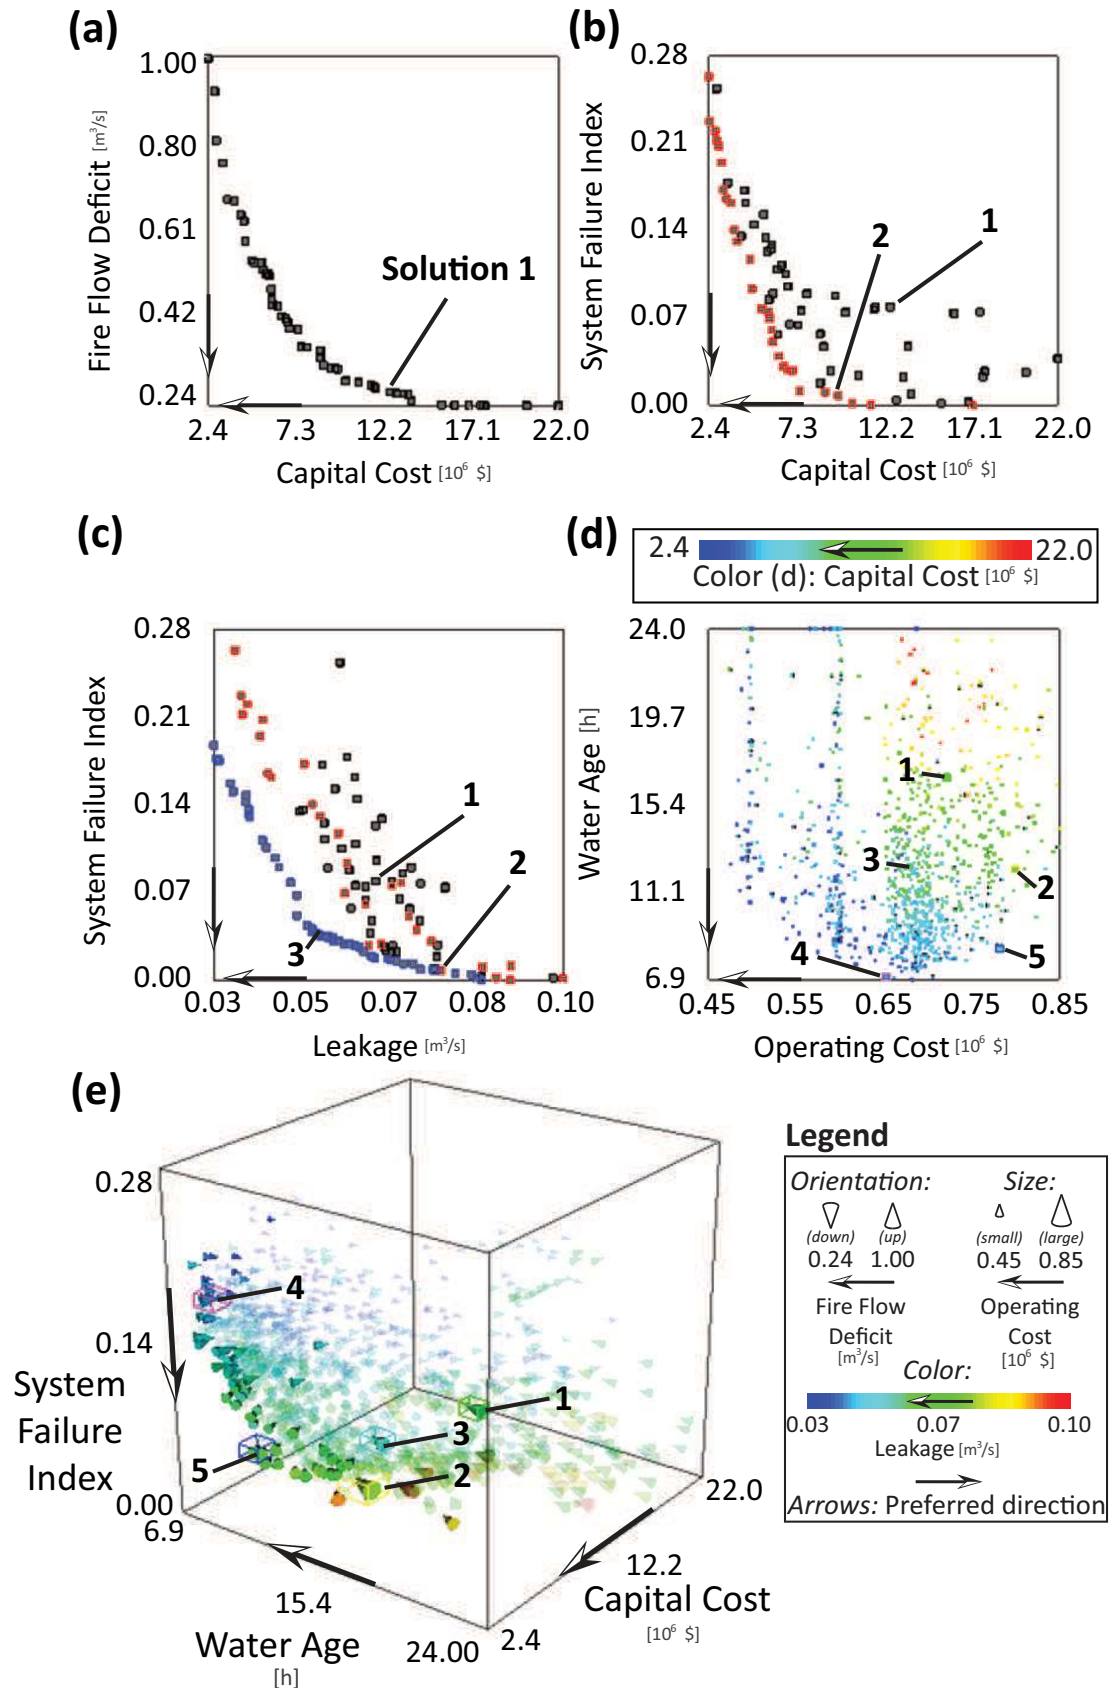 (a)
1.00
0.80
0.61
0.42
0.24
Fire Flow Deficit [m³/s]
Solution 1
2.4 7.3 12.2 17.1 22.0
Capital Cost [10⁶ $]
(b)
0.28
0.21
0.14
0.07
0.00
System Failure Index
2
1
2.4 7.3 12.2 17.1 22.0
Capital Cost [10⁶ $]
(c)
0.28
0.21
0.14
0.07
0.00
System Failure Index
1
2
3
0.03 0.05 0.07 0.08 0.10
Leakage [m³/s]
(d)
2.4 22.0
Color (d): Capital Cost [10⁶ $]
24.0
19.7
15.4
11.1
6.9
Water Age [h]
1
3
2
4
5
0.45 0.55 0.65 0.75 0.85
Operating Cost [10⁶ $]
(e)
0.28
0.14
0.00
System
Failure
Index
4
1
3
5
2
6.9
15.4
24.00
Water Age
[h]
2.4
12.2
22.0
Capital Cost
[10⁶ $]
Legend
Orientation: Size:
(down) (up) (small) (large)
0.24 1.00 0.45 0.85
Fire Flow Operating
Deficit Cost
[m³/s] [10⁶ $]
Color:
0.03 0.07 0.10
Leakage [m³/s]
Arrows: Preferred direction